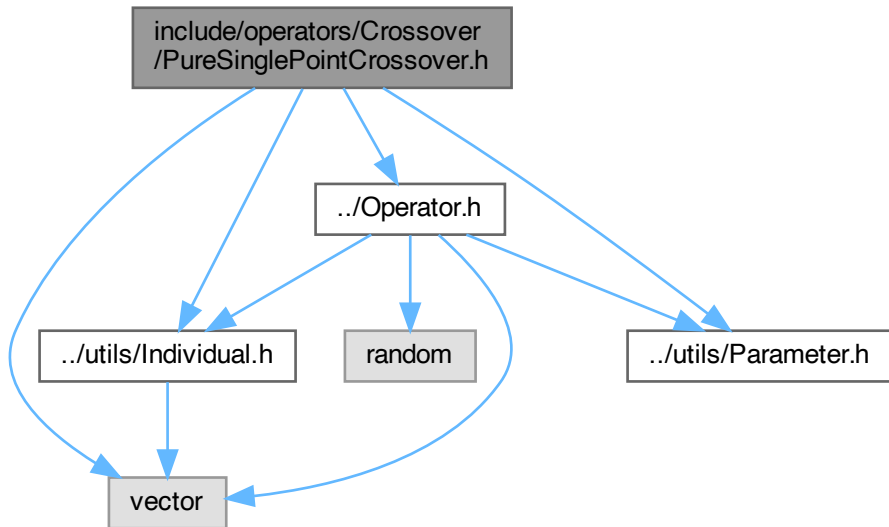 include/operators/Crossover
/PureSinglePointCrossover.h
../Operator.h
../utils/Individual.h
random
../utils/Parameter.h
vector